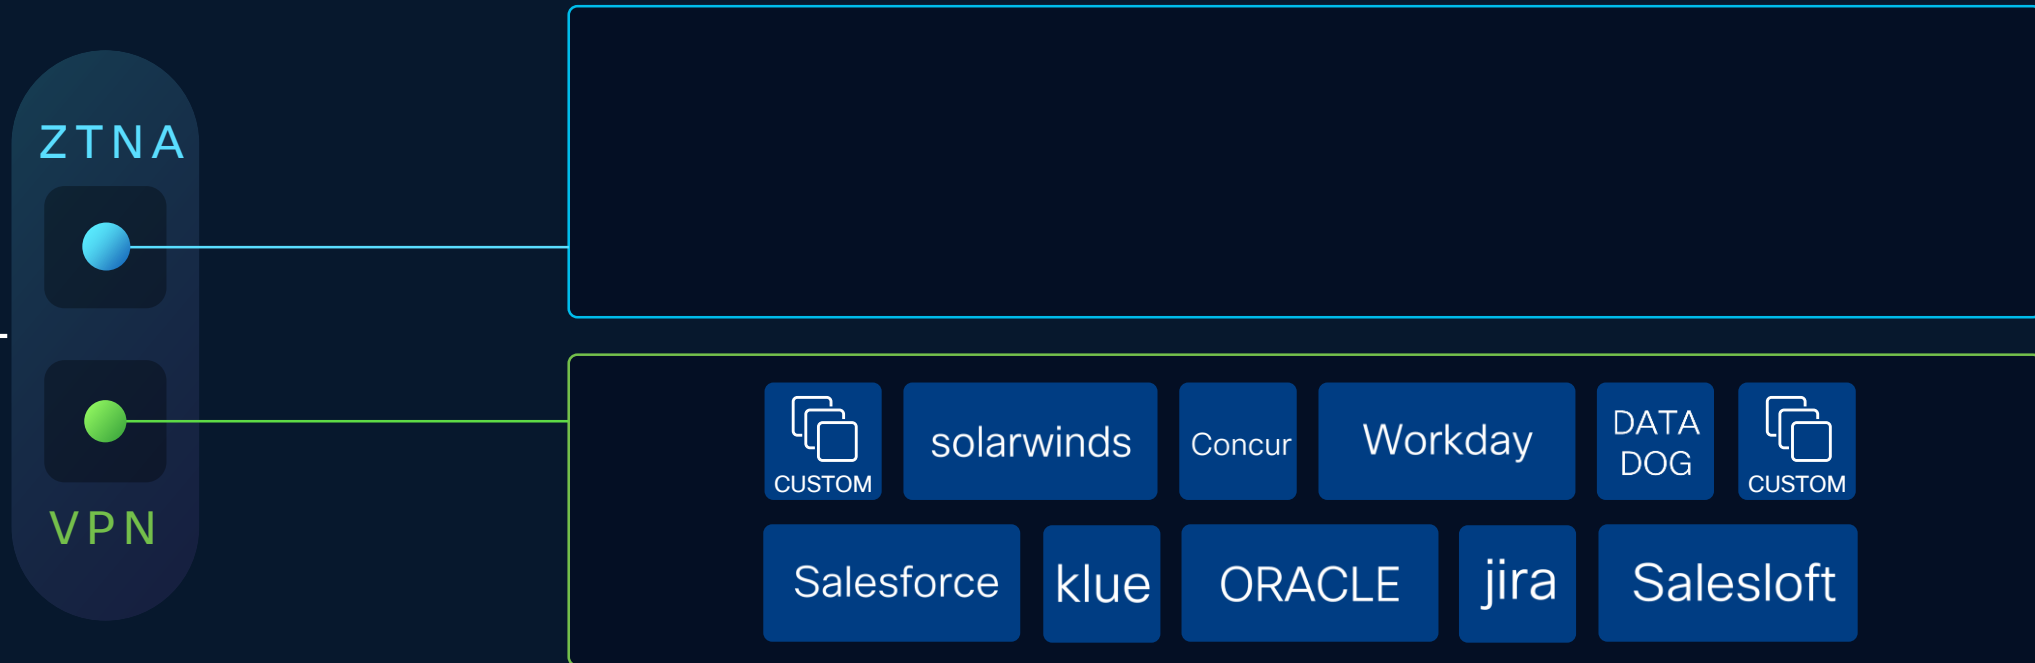 ZTNA
VPN
CUSTOM
solarwinds
Concur
Workday
DATA
DOG
CUSTOM
Salesforce
klue
ORACLE
jira
Salesloft